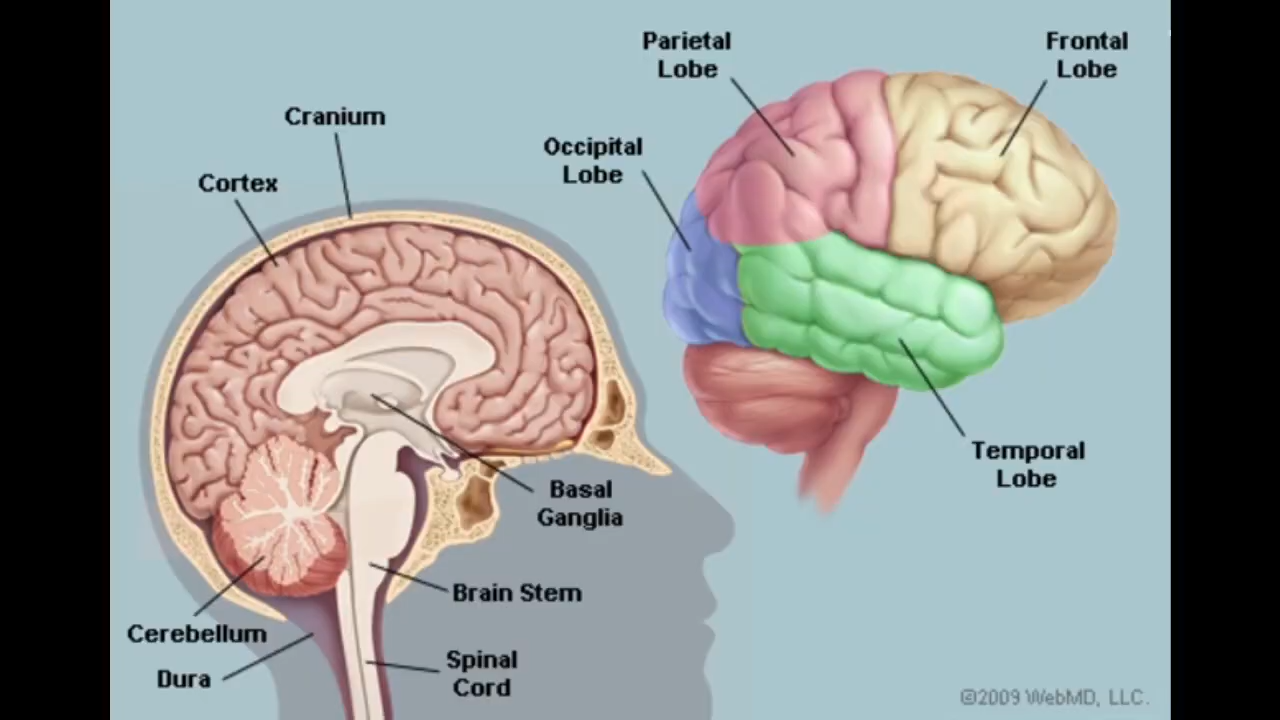 Parietal
Lobe
Frontal
Lobe
Cranium
Occipital
Lobe
Cortex
Temporal
Lobe
Basal
Ganglia
Brain Stem
Cerebellum
Dura
Spinal
Cord
©2009 WebMD, LLC.